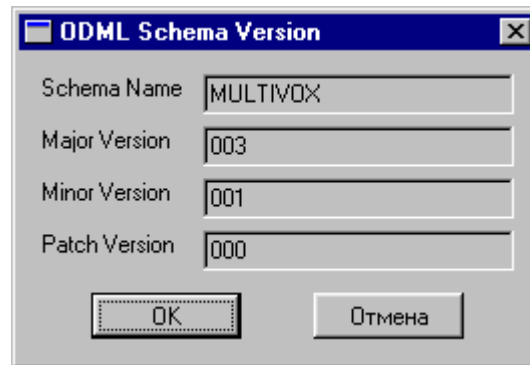 ODML Schema Version
Schema Name MULTIVOX
Major Version 003
Minor Version 001
Patch Version 000
OK Отмена